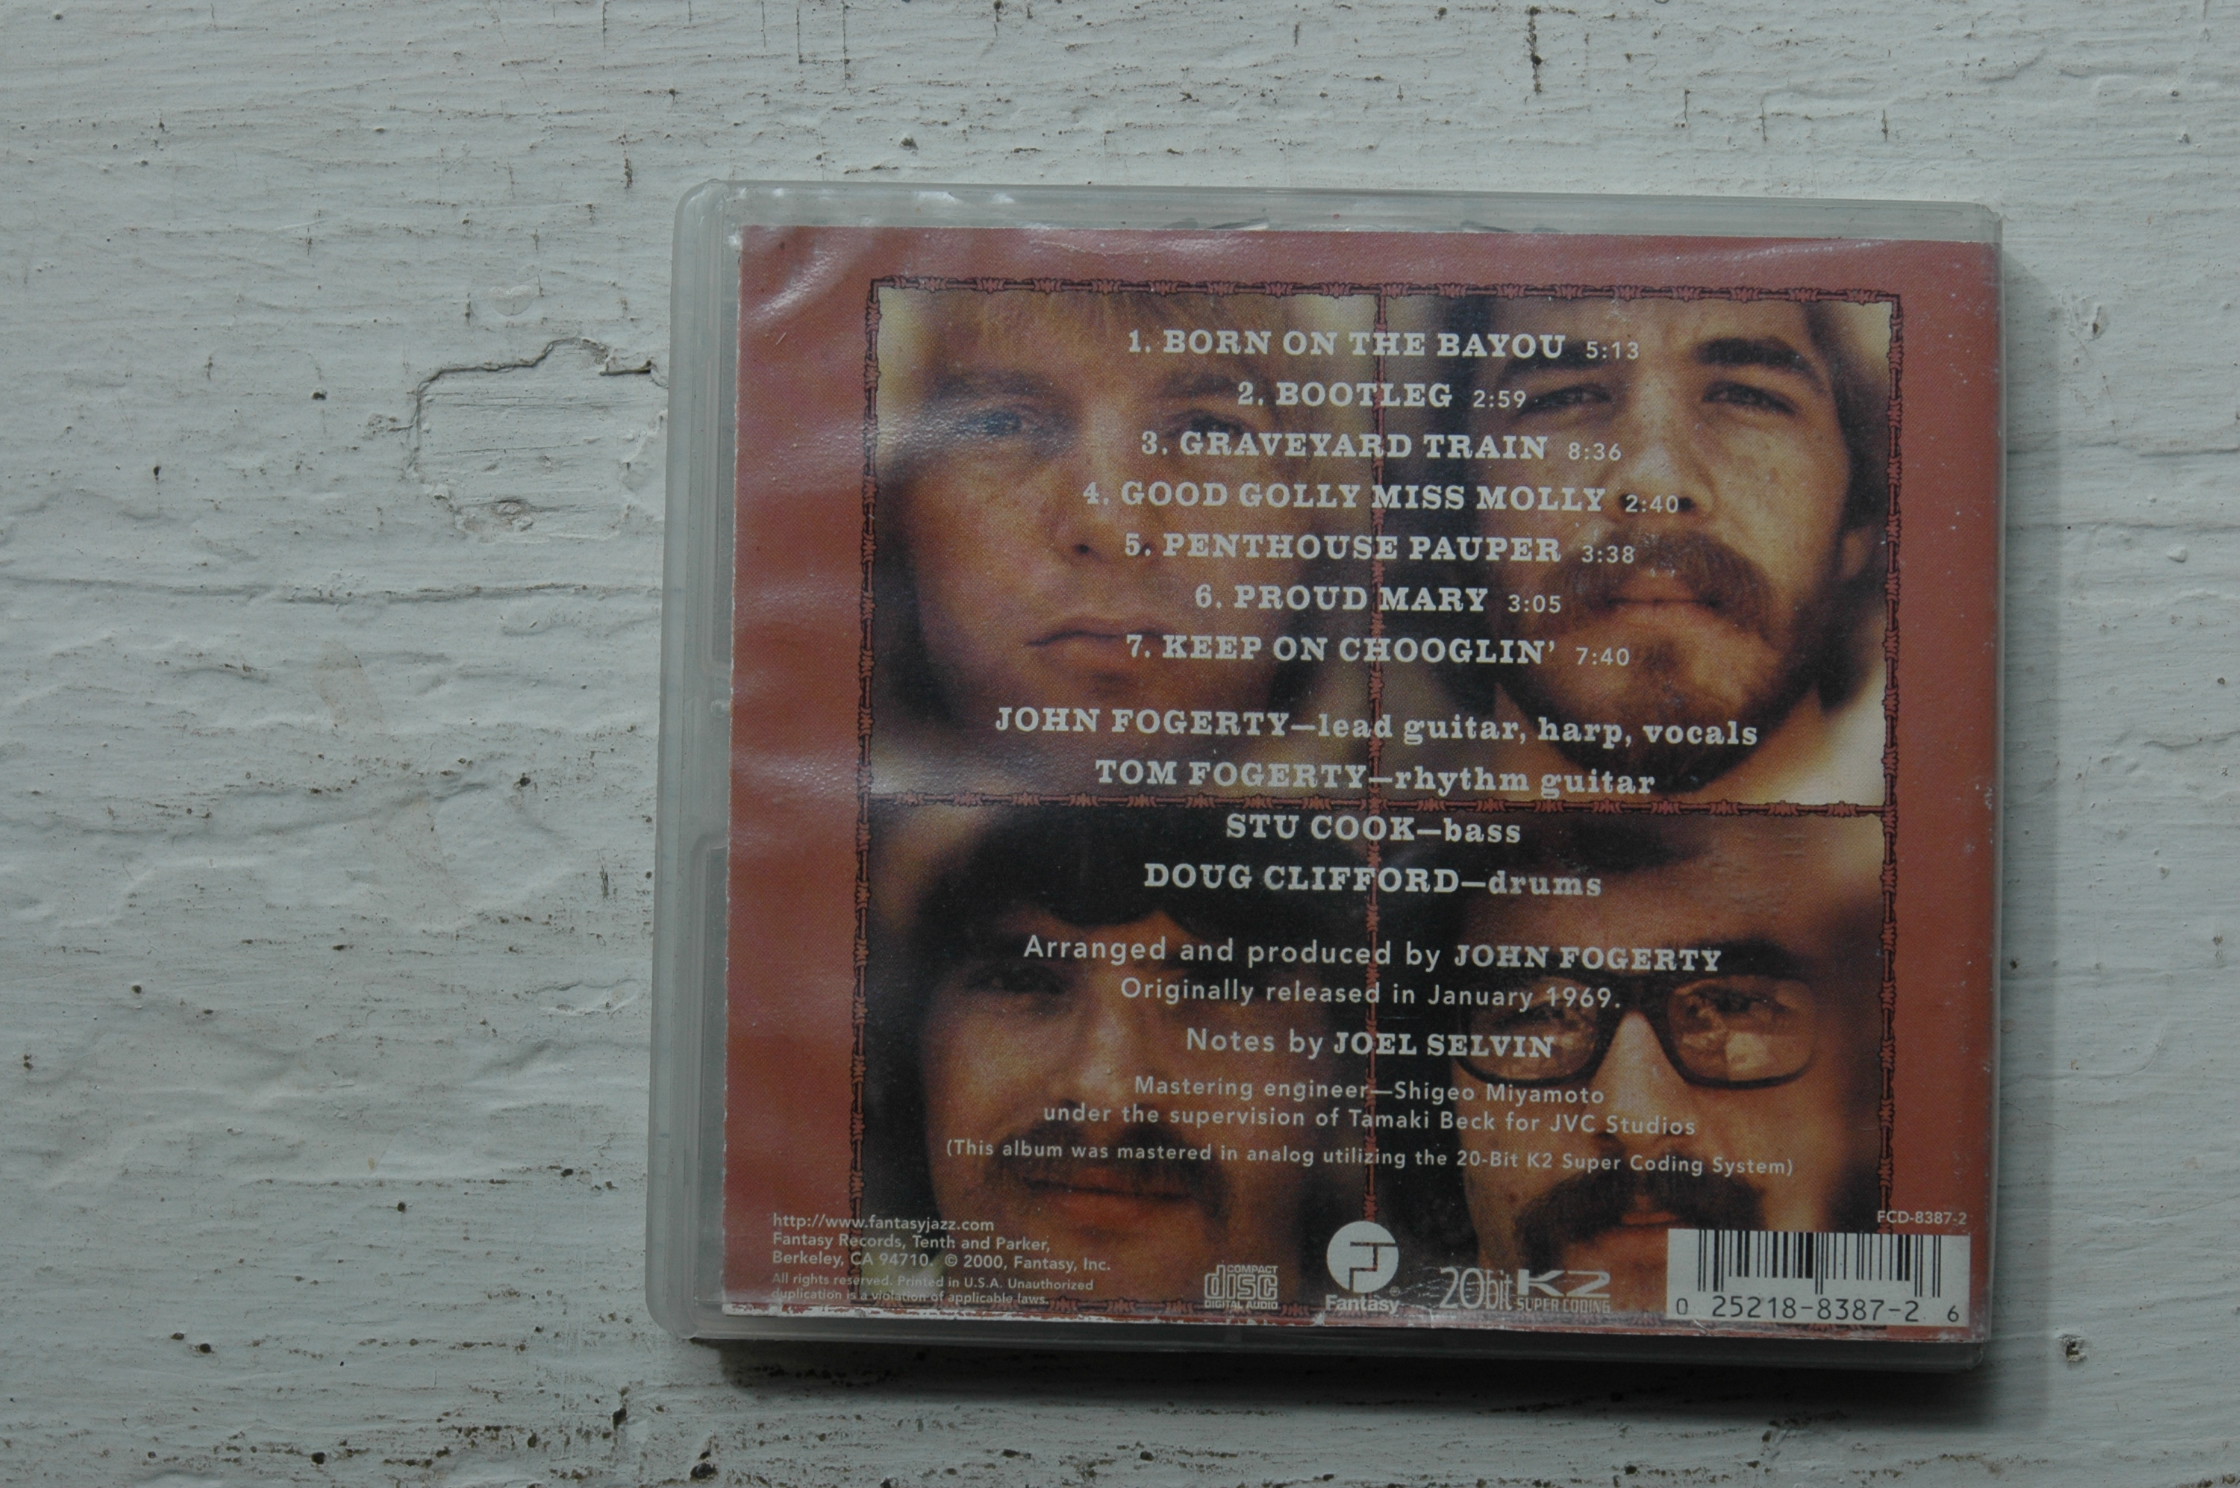 1. BORN ON THE BAYOU 5:13
2. BOOTLEG 2:59
3. GRAVEYARD TRAIN 8:36
4. GOOD GOLLY MISS MOLLY 2:40
5. PENTHOUSE PAUPER 3:38
6. PROUD MARY 3:05
7. KEEP ON CHOOGLIN' 7:40
JOHN FOGERTY—lead guitar, harp, vocals
TOM FOGERTY—rhythm guitar
STU COOK—bass
DOUG CLIFFORD—drums
Arranged and produced by JOHN FOGERTY
Originally released in January 1969.
Notes by JOEL SELVIN
Mastering engineer—Shigeo Miyamoto
under the supervision of Tamaki Beck for JVC Studios
(This album was mastered in analog utilizing the 20-Bit K2 Super Coding System)
http://www.fantasyjazz.com
Fantasy Records, Tenth and Parker,
Berkeley, CA 94710. © 2000, Fantasy, Inc.
All rights reserved. Printed in U.S.A. Unauthorized
duplication is a violation of applicable laws.
COMPACT
disc
DIGITAL AUDIO
Fantasy®
20bit K2
SUPER CODING
FCD-8387-2
0 25218-8387-2 6